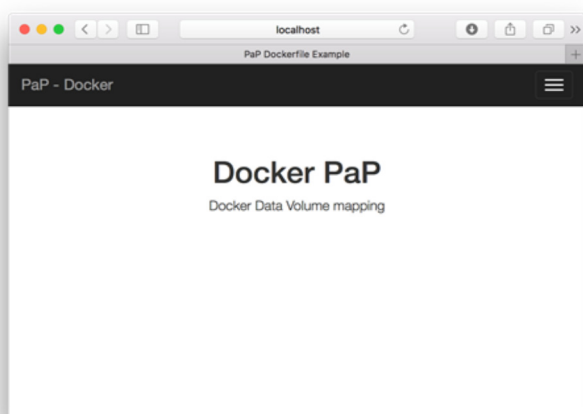 localhost
PaP Dockerfile Example
PaP - Docker
Docker PaP
Docker Data Volume mapping